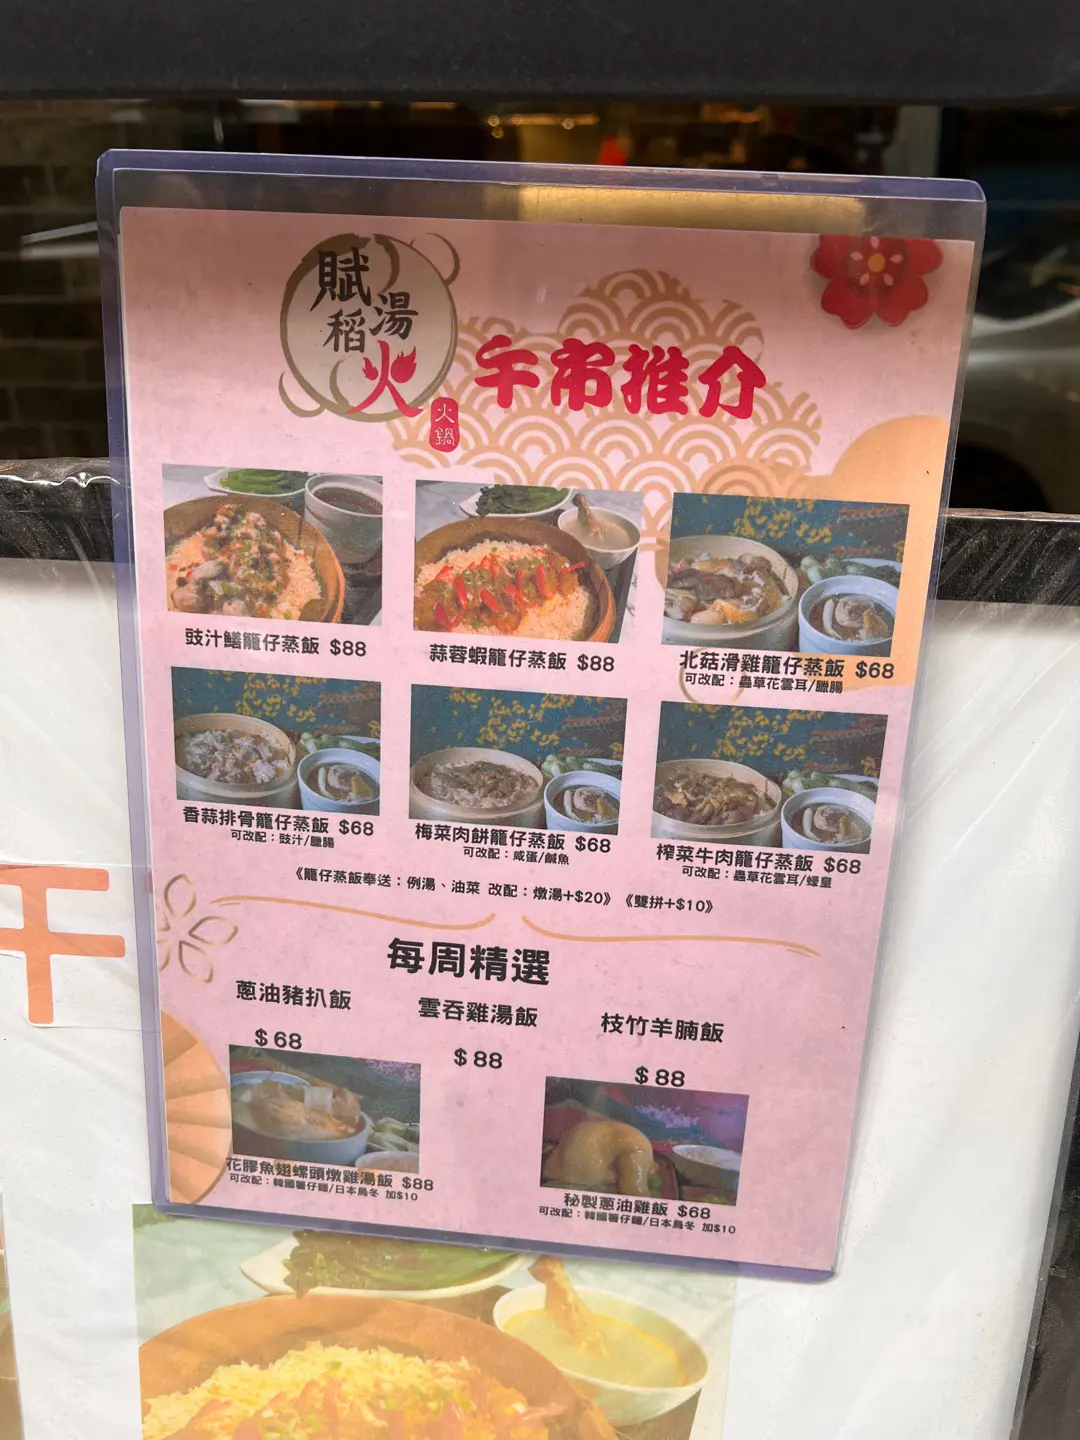 賦湯
稻火
火鍋
午市推介
豉汁鱔籠仔蒸飯 $88
蒜蓉蝦籠仔蒸飯 $88
北菇滑雞籠仔蒸飯 $68
可改配：蟲草花雲耳/臘腸
香蒜排骨籠仔蒸飯 $68
可改配：豉汁/臘腸
梅菜肉餅籠仔蒸飯 $68
可改配：咸蛋/鹹魚
榨菜牛肉籠仔蒸飯 $68
可改配：蟲草花雲耳/蠔皇
《籠仔蒸飯奉送：例湯、油菜 改配：燉湯+$20》《雙拼+$10》
每周精選
蔥油豬扒飯
$68
雲吞雞湯飯
$88
枝竹羊腩飯
$88
花膠魚翅螺頭燉雞湯飯 $88
可改配：韓國薯仔麵/日本烏冬 加$10
秘製蔥油雞飯 $68
可改配：韓國薯仔麵/日本烏冬 加$10